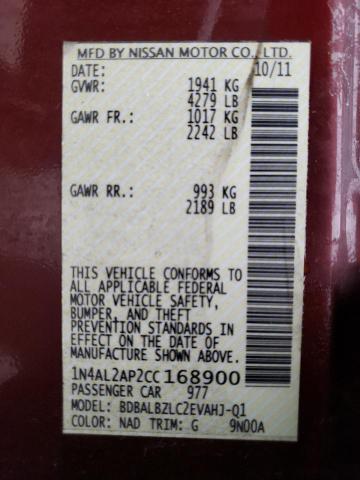 MFD BY NISSAN MOTOR CO., LTD.
DATE: 10/11
GVWR: 1941 KG
4279 LB
GAWR FR.: 1017 KG
2242 LB
GAWR RR.: 993 KG
2189 LB
THIS VEHICLE CONFORMS TO
ALL APPLICABLE FEDERAL
MOTOR VEHICLE SAFETY,
BUMPER, AND THEFT
PREVENTION STANDARDS IN
EFFECT ON THE DATE OF
MANUFACTURE SHOWN ABOVE.
1N4AL2AP2CC168900
PASSENGER CAR 977
MODEL: BDBALBZLC2EVAHJ-Q1
COLOR: NAD TRIM: G 9N00A